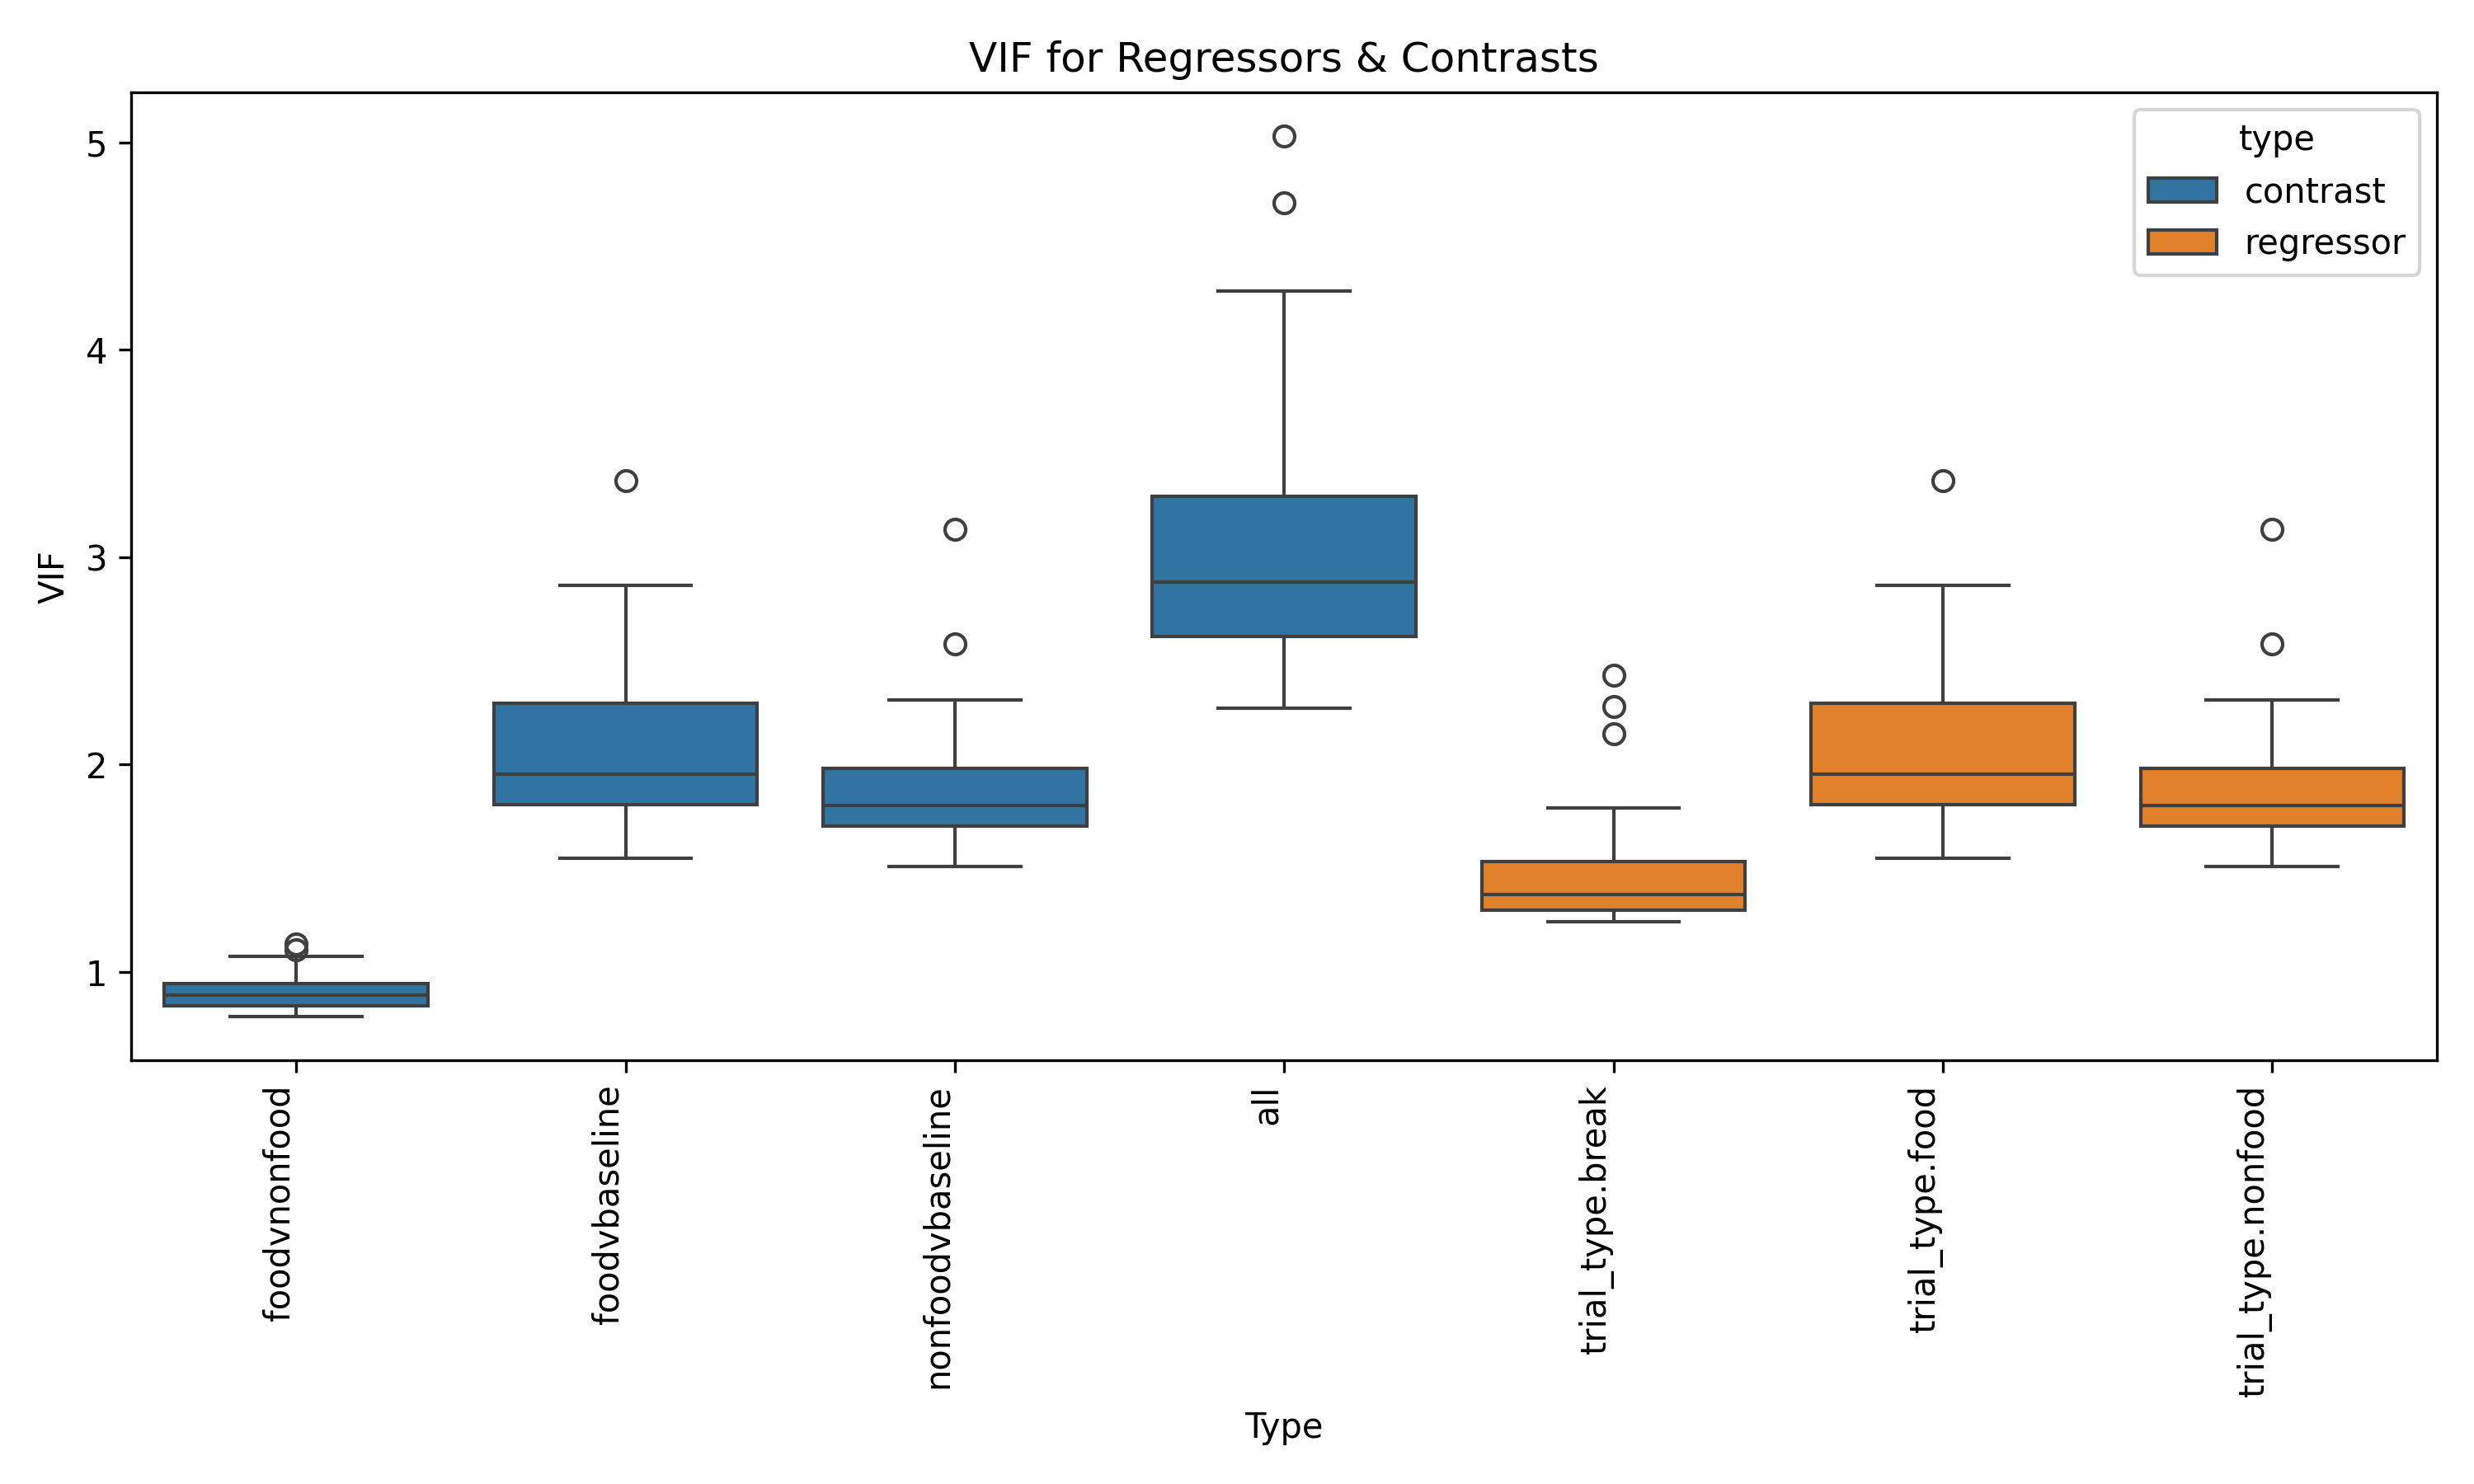 VIF for Regressors & Contrasts
type
contrast
regressor
VIF
5
4
3
2
1
foodvnonfood
foodvbaseline
nonfoodvbaseline
all
trial_type.break
trial_type.food
trial_type.nonfood
Type